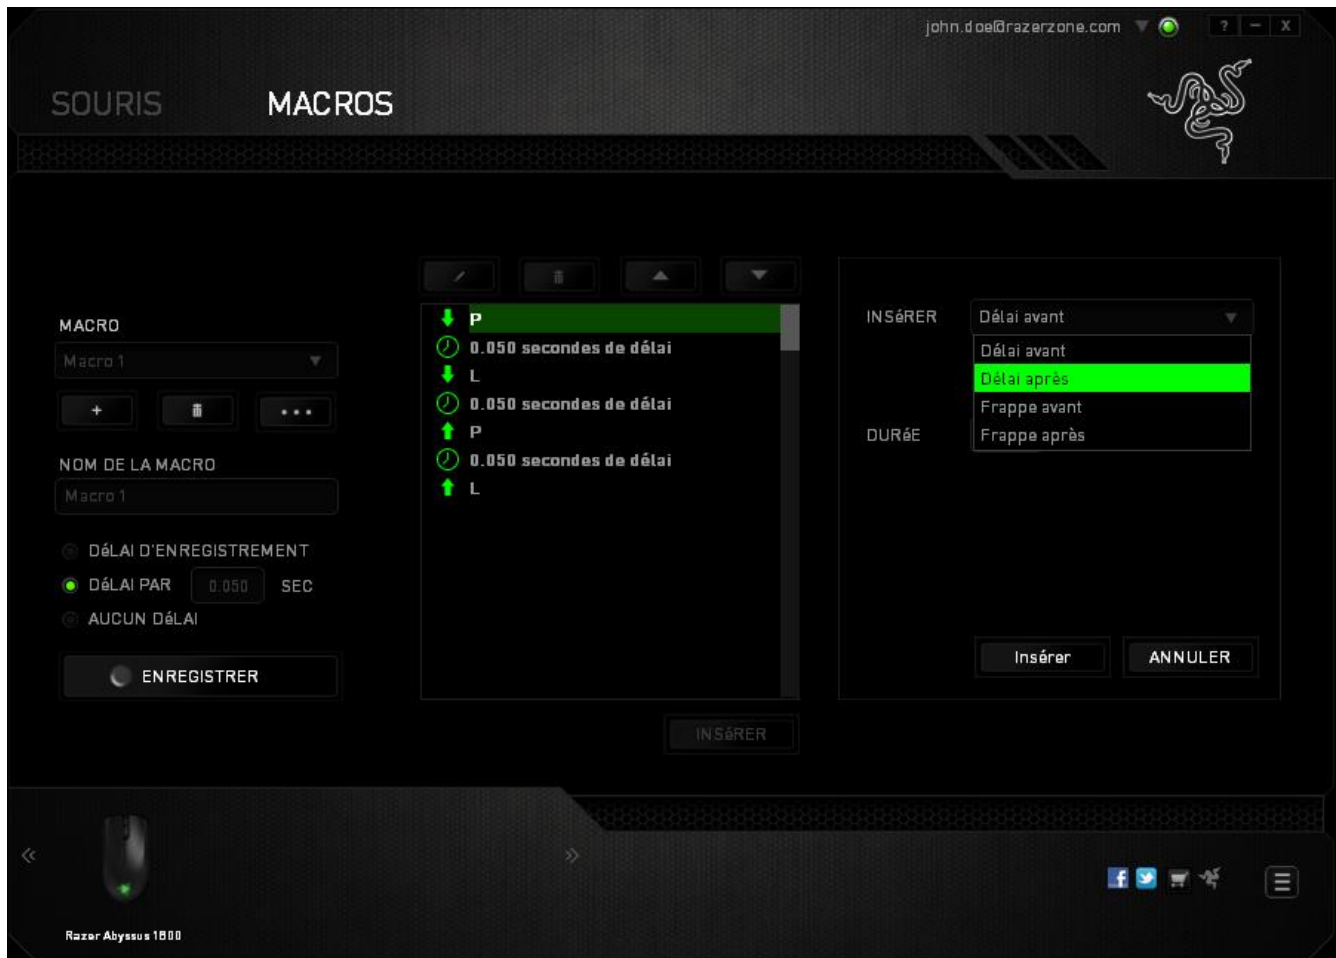 john.doe@razerzone.com
? – X
SOURIS MACROS
MACRO
Macro 1
+
NOM DE LA MACRO
Macro 1
DéLAI D'ENREGISTREMENT
DéLAI PAR 0.050 SEC
AUCUN DéLAI
ENREGISTRER
P
0.050 secondes de délai
L
0.050 secondes de délai
P
0.050 secondes de délai
L
INSéRER
INSéRER Délai avant
Délai avant
Délai après
Frappe avant
Frappe après
DURéE
Insérer ANNULER
Razer Abyssus 1800